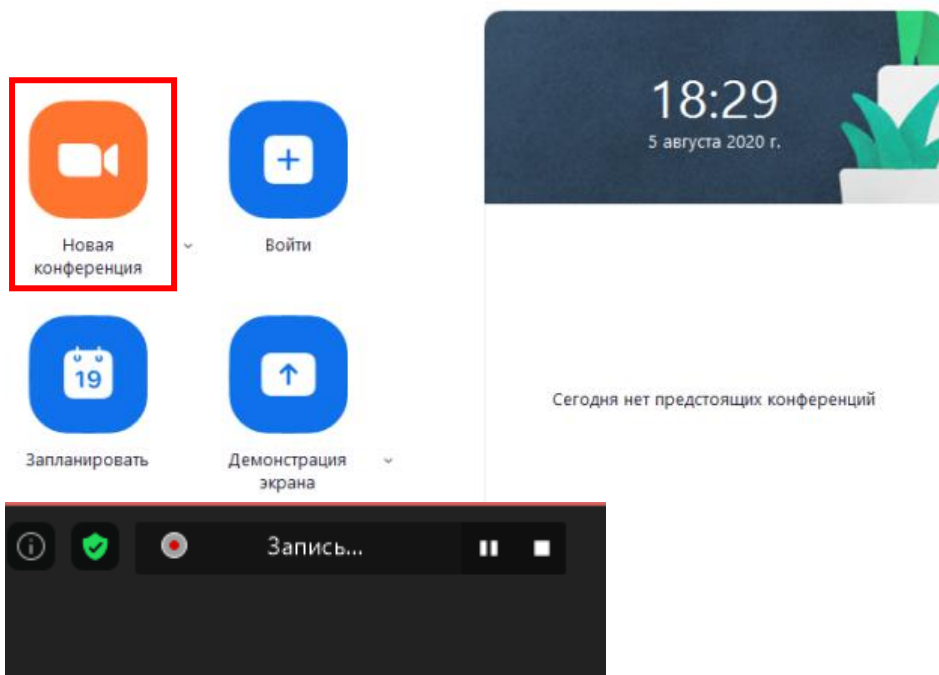 18:29
5 августа 2020 г.
Новая
конференция
Войти
19
Запланировать
Демонстрация
экрана
Сегодня нет предстоящих конференций
Запись...